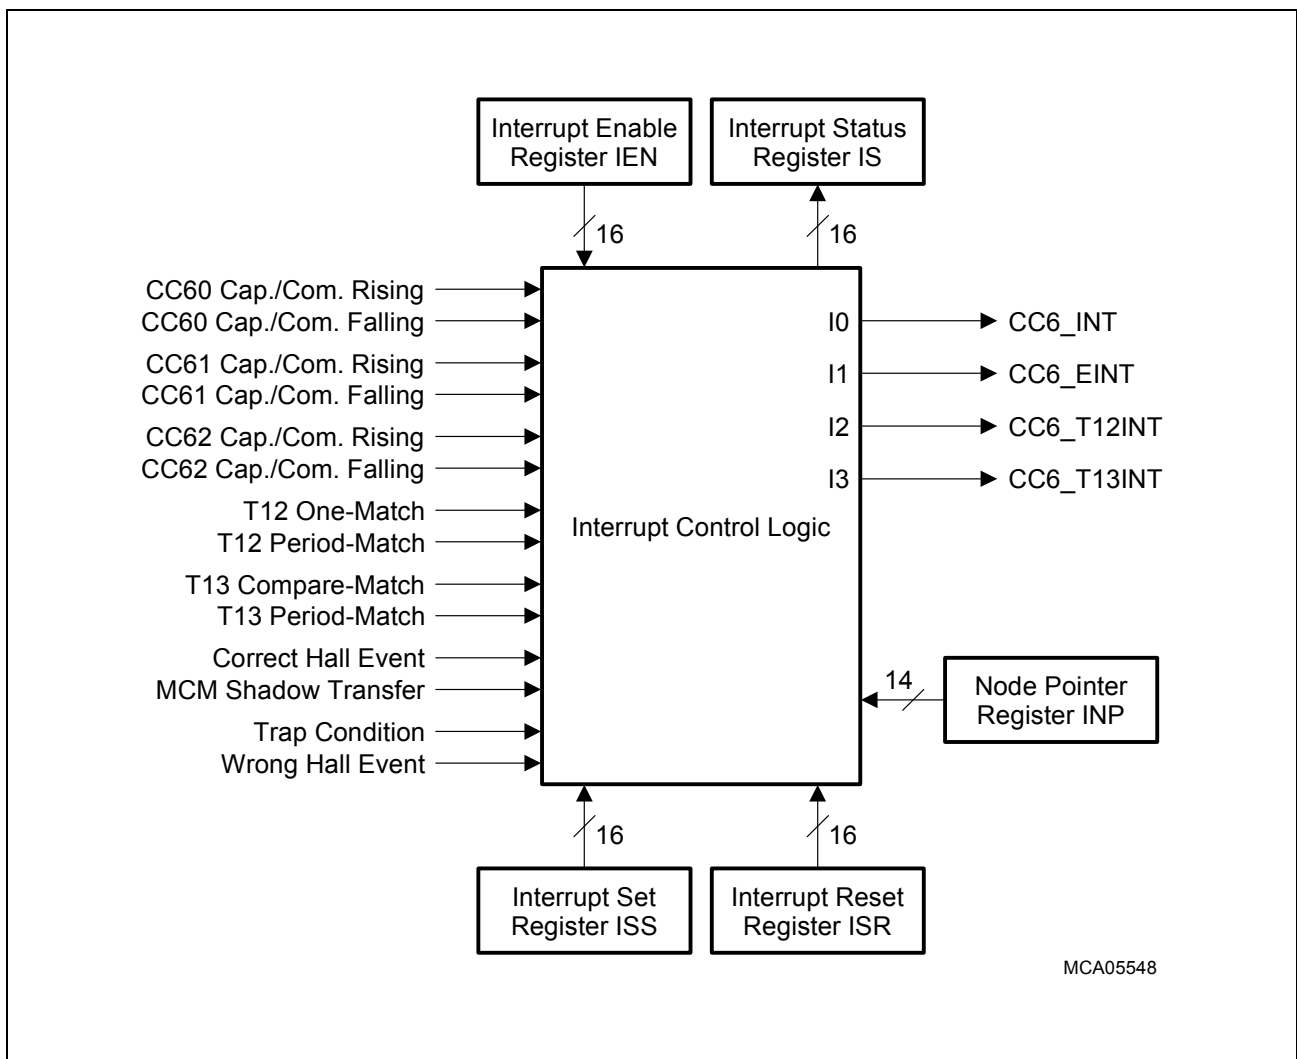 Interrupt Enable
Register IEN
Interrupt Status
Register IS
16
16
CC60 Cap./Com. Rising
CC60 Cap./Com. Falling
CC61 Cap./Com. Rising
CC61 Cap./Com. Falling
CC62 Cap./Com. Rising
CC62 Cap./Com. Falling
T12 One-Match
T12 Period-Match
T13 Compare-Match
T13 Period-Match
Correct Hall Event
MCM Shadow Transfer
Trap Condition
Wrong Hall Event
Interrupt Control Logic
I0
CC6_INT
I1
CC6_EINT
I2
CC6_T12INT
I3
CC6_T13INT
14
Node Pointer
Register INP
16
16
Interrupt Set
Register ISS
Interrupt Reset
Register ISR
MCA05548